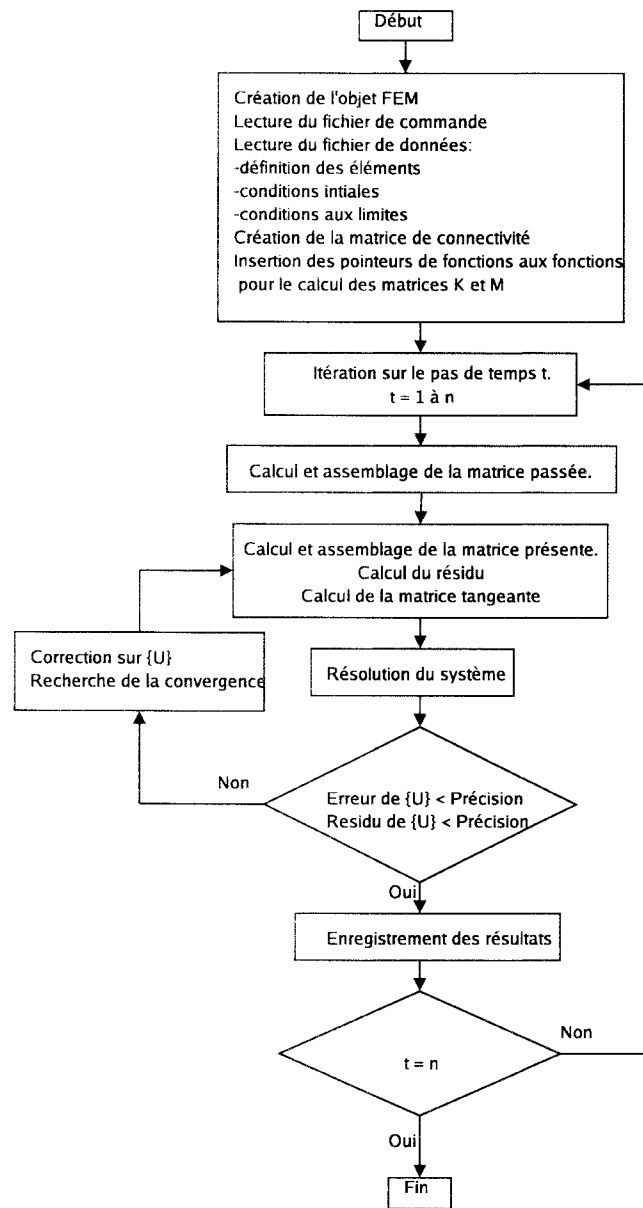 Début
Création de l'objet FEM
Lecture du fichier de commande
Lecture du fichier de données:
-définition des éléments
-conditions intiales
-conditions aux limites
Création de la matrice de connectivité
Insertion des pointeurs de fonctions aux fonctions
pour le calcul des matrices K et M
Itération sur le pas de temps t.
t = 1 à n
Calcul et assemblage de la matrice passée.
Calcul et assemblage de la matrice présente.
Calcul du résidu
Calcul de la matrice tangeante
Correction sur {U}
Recherche de la convergence
Résolution du système
Non
Erreur de {U} < Précision
Residu de {U} < Précision
Oui
Enregistrement des résultats
Non
t = n
Oui
Fin